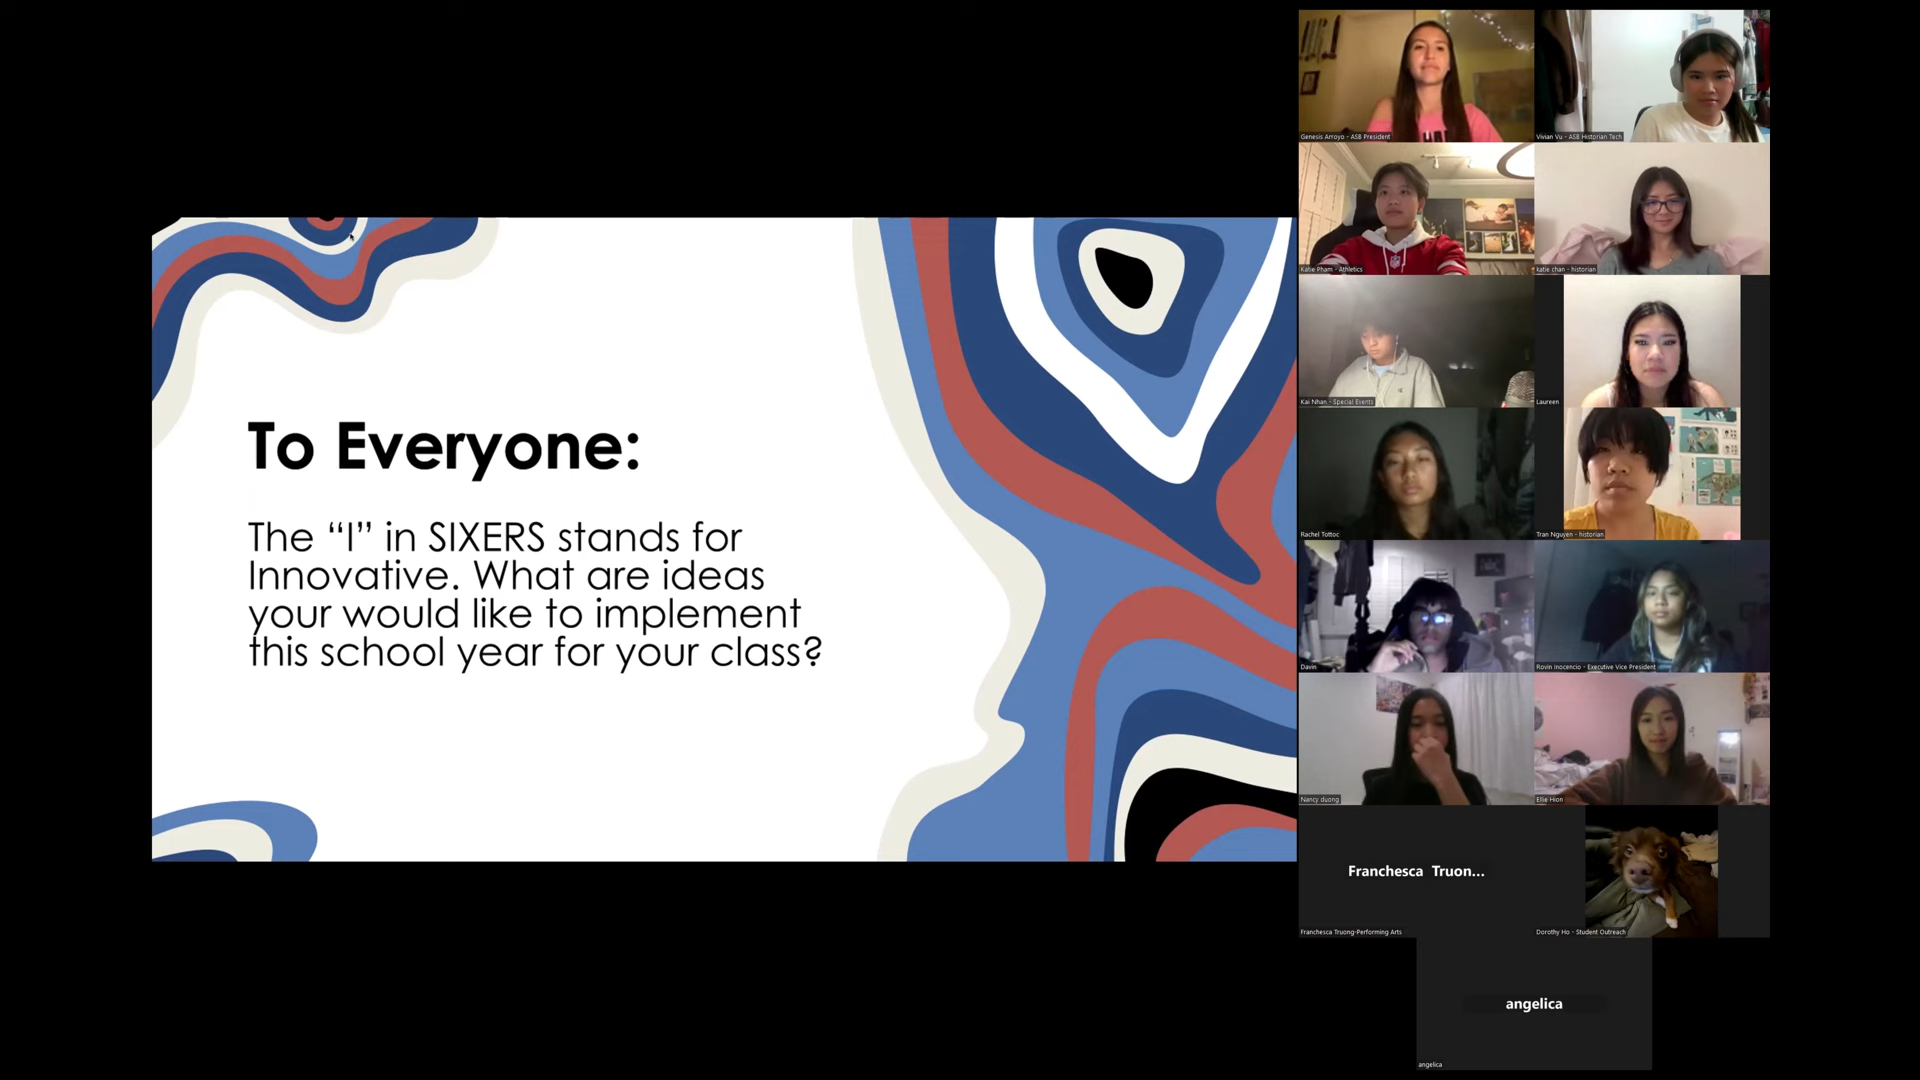 To Everyone:
The “I” in SIXERS stands for
Innovative. What are ideas
your would like to implement
this school year for your class?
Genesis Arroyo - ASB President
Vivian Vu - ASB Historian Tech
Katie Pham - Athletics
katie chan - historian
Kai Nhan - Special Events
Laureen
Rachel Tottoc
Tran Nguyen - historian
Davin
Rovin Inocencio - Executive Vice President
Nancy duong
Ellie Hion
Franchesca Truon...
Franchesca Truong-Performing Arts
Dorothy Ho - Student Outreach
angelica
angelica